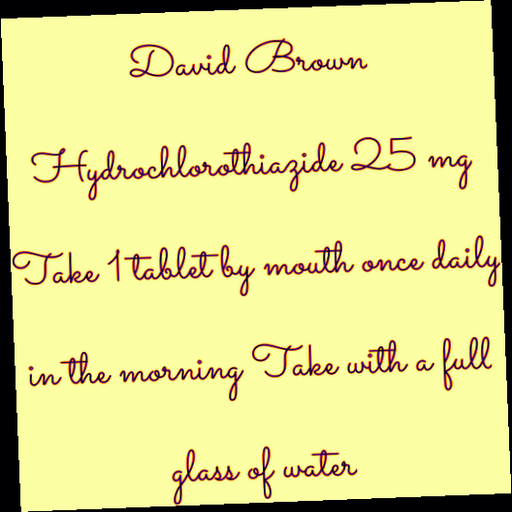 David Brown
Hydrochlorothiazide 25 mg
Take 1 tablet by mouth once daily
in the morning Take with a full
glass of water